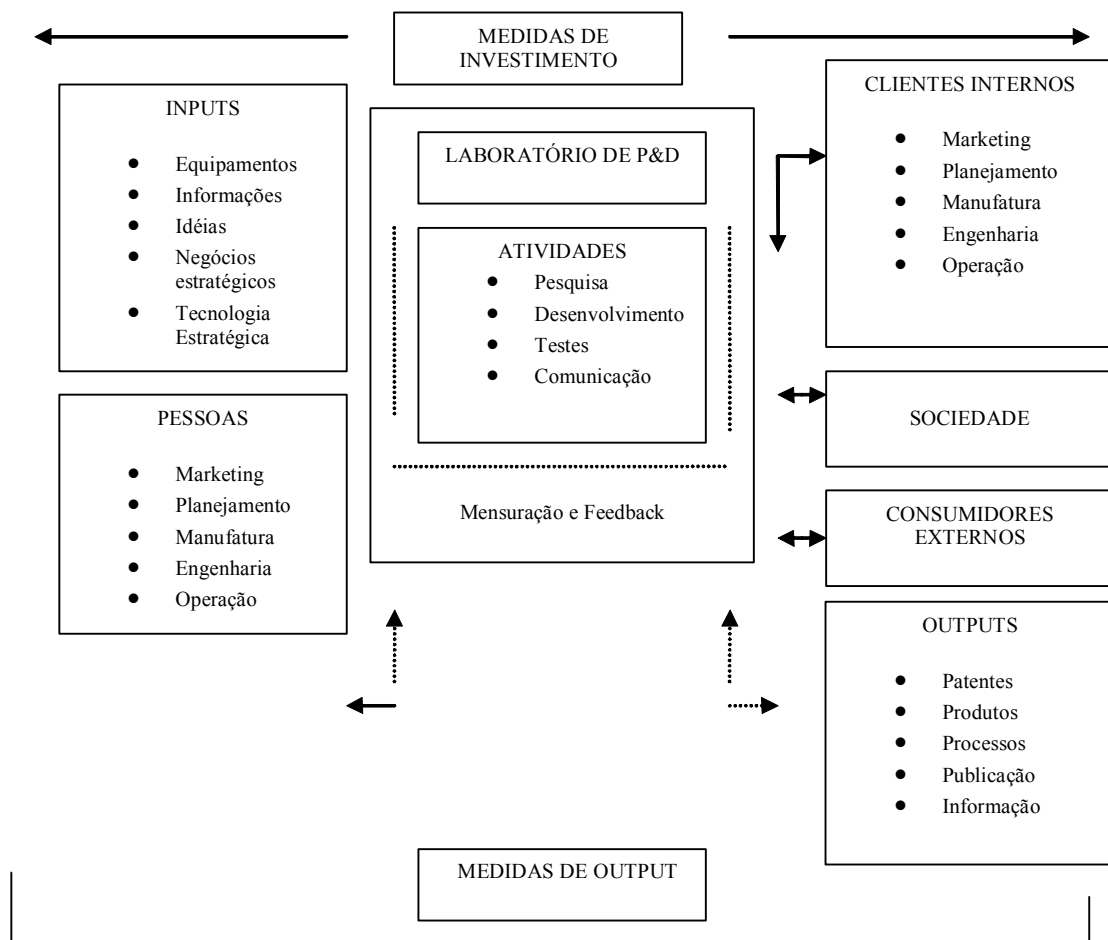 MEDIDAS DE
INVESTIMENTO
INPUTS
• Equipamentos
• Informações
• Idéias
• Negócios
estratégicos
• Tecnologia
Estratégica
PESSOAS
• Marketing
• Planejamento
• Manufatura
• Engenharia
• Operação
LABORATÓRIO DE P&D
ATIVIDADES
• Pesquisa
• Desenvolvimento
• Testes
• Comunicação
Mensuração e Feedback
CLIENTES INTERNOS
• Marketing
• Planejamento
• Manufatura
• Engenharia
• Operação
SOCIEDADE
CONSUMIDORES
EXTERNOS
OUTPUTS
• Patentes
• Produtos
• Processos
• Publicação
• Informação
MEDIDAS DE OUTPUT